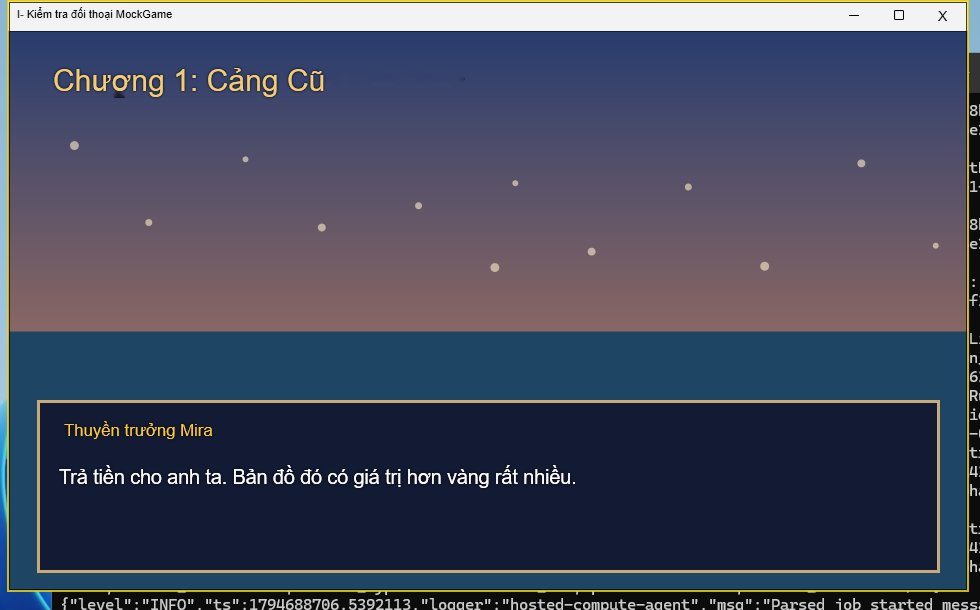 I- Kiểm tra đối thoại MockGame
Chương 1: Cảng Cũ
Thuyền trưởng Mira
Trả tiền cho anh ta. Bản đồ đó có giá trị hơn vàng rất nhiều.
{"level":"INFO","ts":1794688706.5392113,"logger":"hosted-compute-agent","msg":"Parsed job started mes